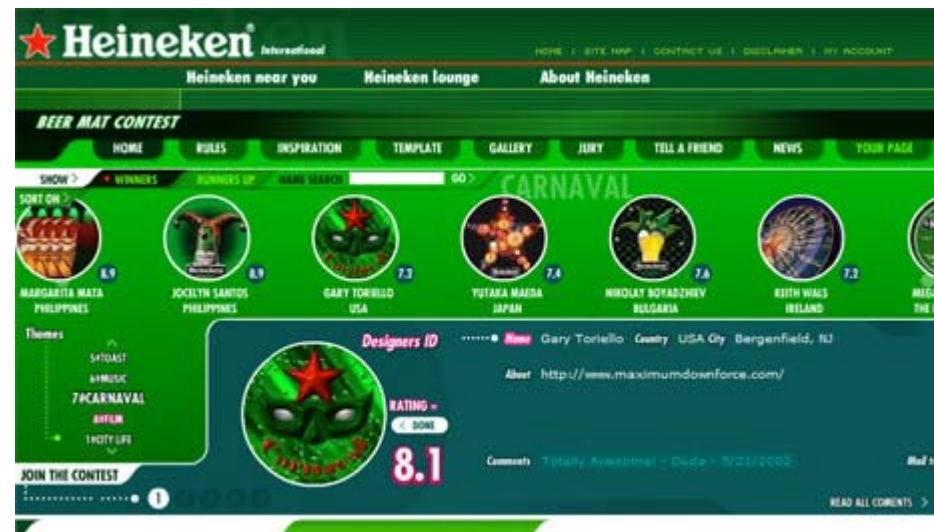 Heineken International
HOME | SITE MAP | CONTACT US | DISCLAIMER | MY ACCOUNT
Heineken near you Heineken lounge About Heineken
BEER MAT CONTEST
HOME RULES INSPIRATION TEMPLATE GALLERY JURY TELL A FRIEND NEWS YOUR PAGE
SHOW > WINNERS RUNNERS UP NAME SEARCH GO >
CARNAVAL
SORT ON >
8.9 8.9 7.3 7.4 7.6 7.2
MARGARITA MATA JOCELYN SANTOS GARY TORIELLO YUTAKA MAEDA NIKOLAY BOYADZHIEV KEITH WALS
PHILIPPINES PHILIPPINES USA JAPAN BULGARIA IRELAND THE
Themes
5#TOAST
6#MUSIC
7#CARNAVAL
8#FILM
1#CITY LIFE
JOIN THE CONTEST
1
Designers ID Name Gary Toriello Country USA City Bergenfield, NJ
About http://www.maximumdownforce.com/
RATING =
< DONE
8.1
Comments Totally Awesome! - Dude - 3/21/2002
READ ALL COMENTS >